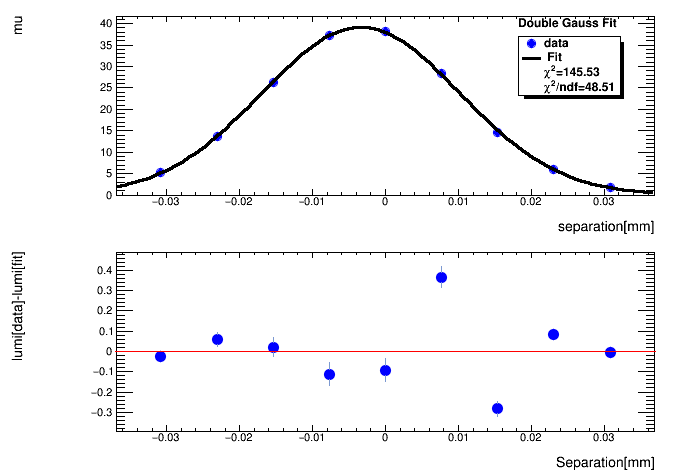 mu
Double Gauss Fit
data
Fit
χ²=145.53
χ²/ndf=48.51
40
35
30
25
20
15
10
5
0
−0.03 −0.02 −0.01 0 0.01 0.02 0.03
separation[mm]
lumi[data]-lumi[fit]
0.4
0.3
0.2
0.1
0
−0.1
−0.2
−0.3
−0.03 −0.02 −0.01 0 0.01 0.02 0.03
Separation[mm]